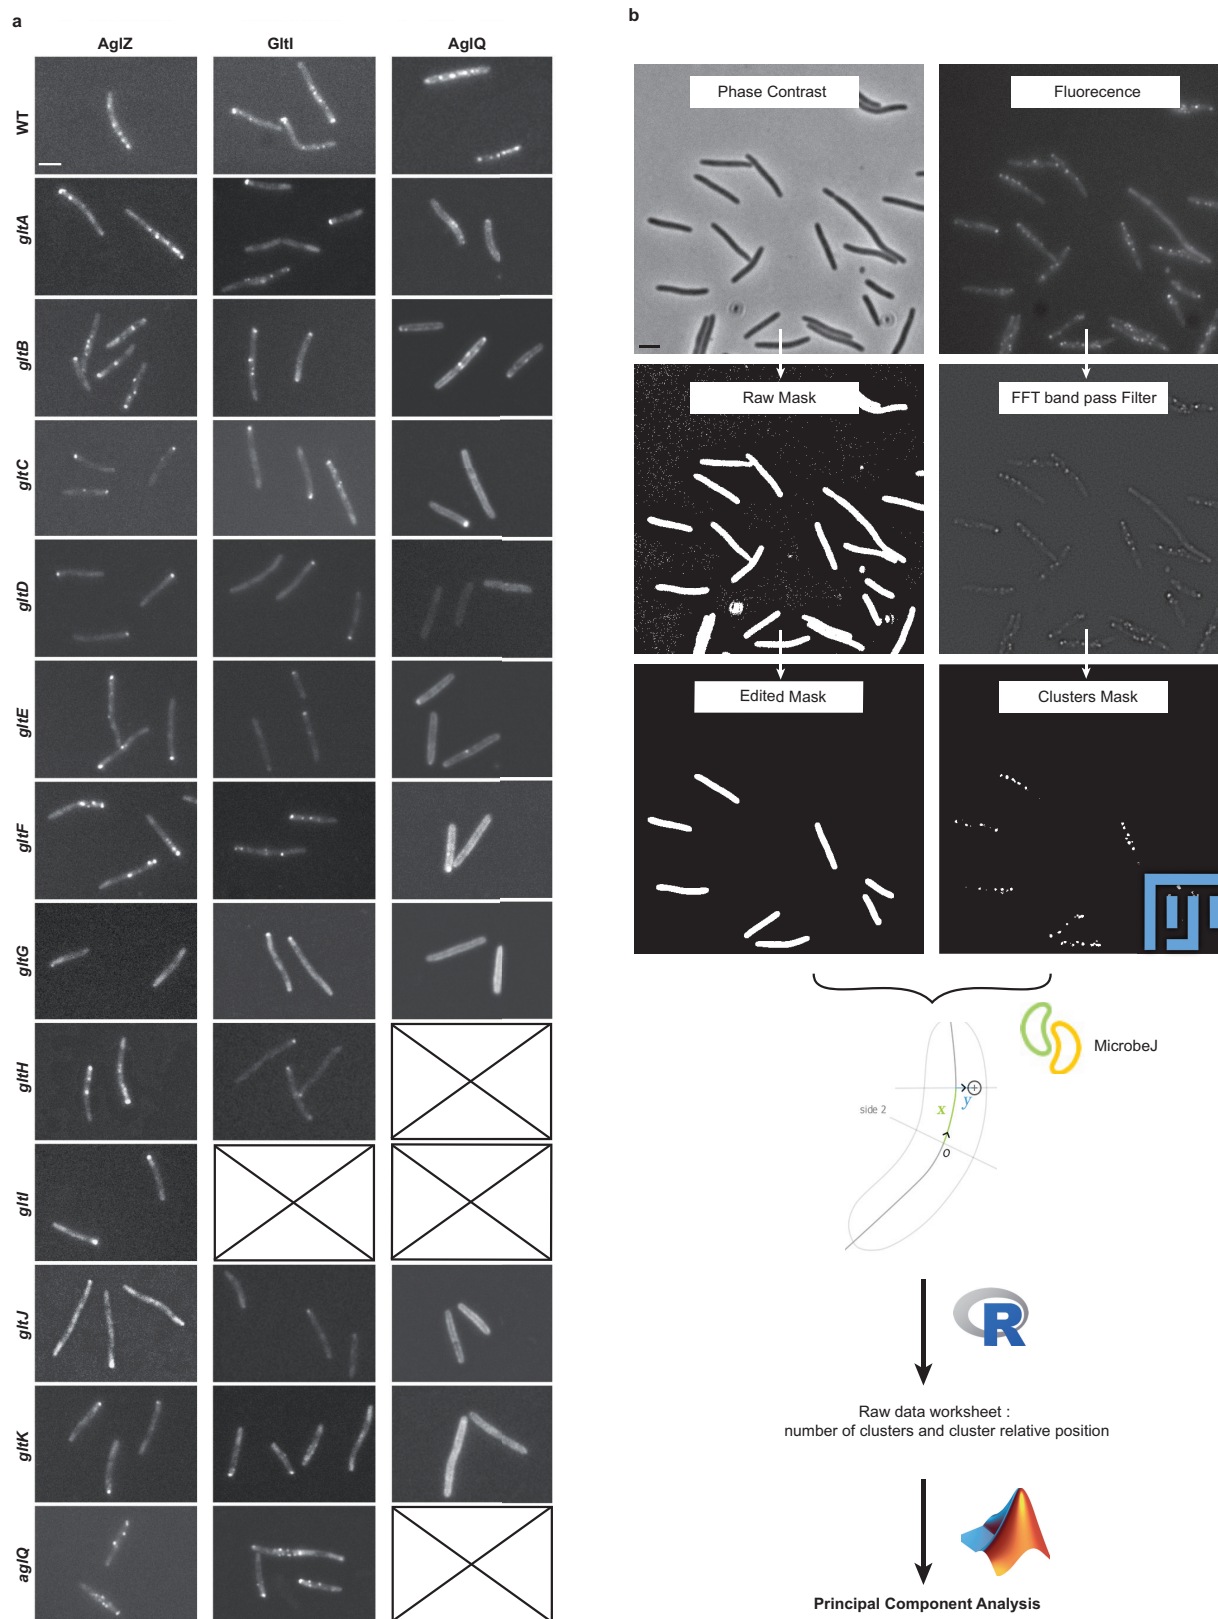 a
AglZ
GltI
AglQ
WT
gltA
gltB
gltC
gltD
gltE
gltF
gltG
gltH
gltI
gltJ
gltK
aglQ
b
Phase Contrast
Fluorecence
Raw Mask
FFT band pass Filter
Edited Mask
Clusters Mask
MicrobeJ
side 2
x
y
o
R
Raw data worksheet :
number of clusters and cluster relative position
Principal Component Analysis